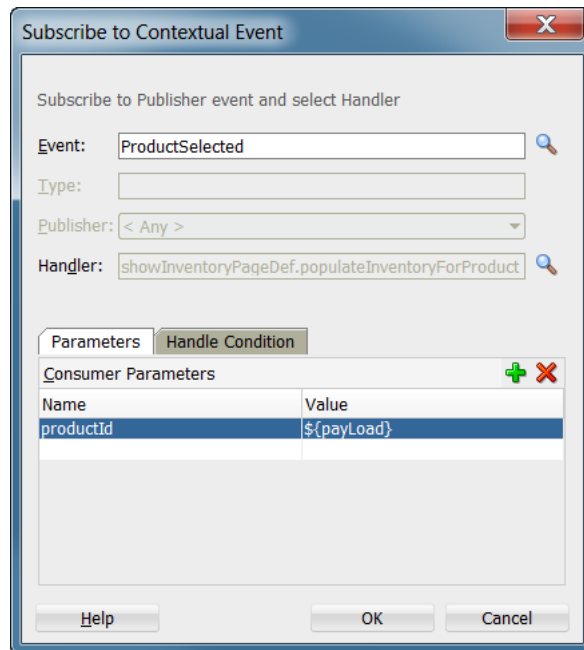 Subscribe to Contextual Event
Subscribe to Publisher event and select Handler
Event: ProductSelected
Type:
Publisher: < Any >
Handler: showInventoryPageDef.populateInventoryForProduct
Parameters Handle Condition
Consumer Parameters
Name Value
productId ${payLoad}
Help OK Cancel